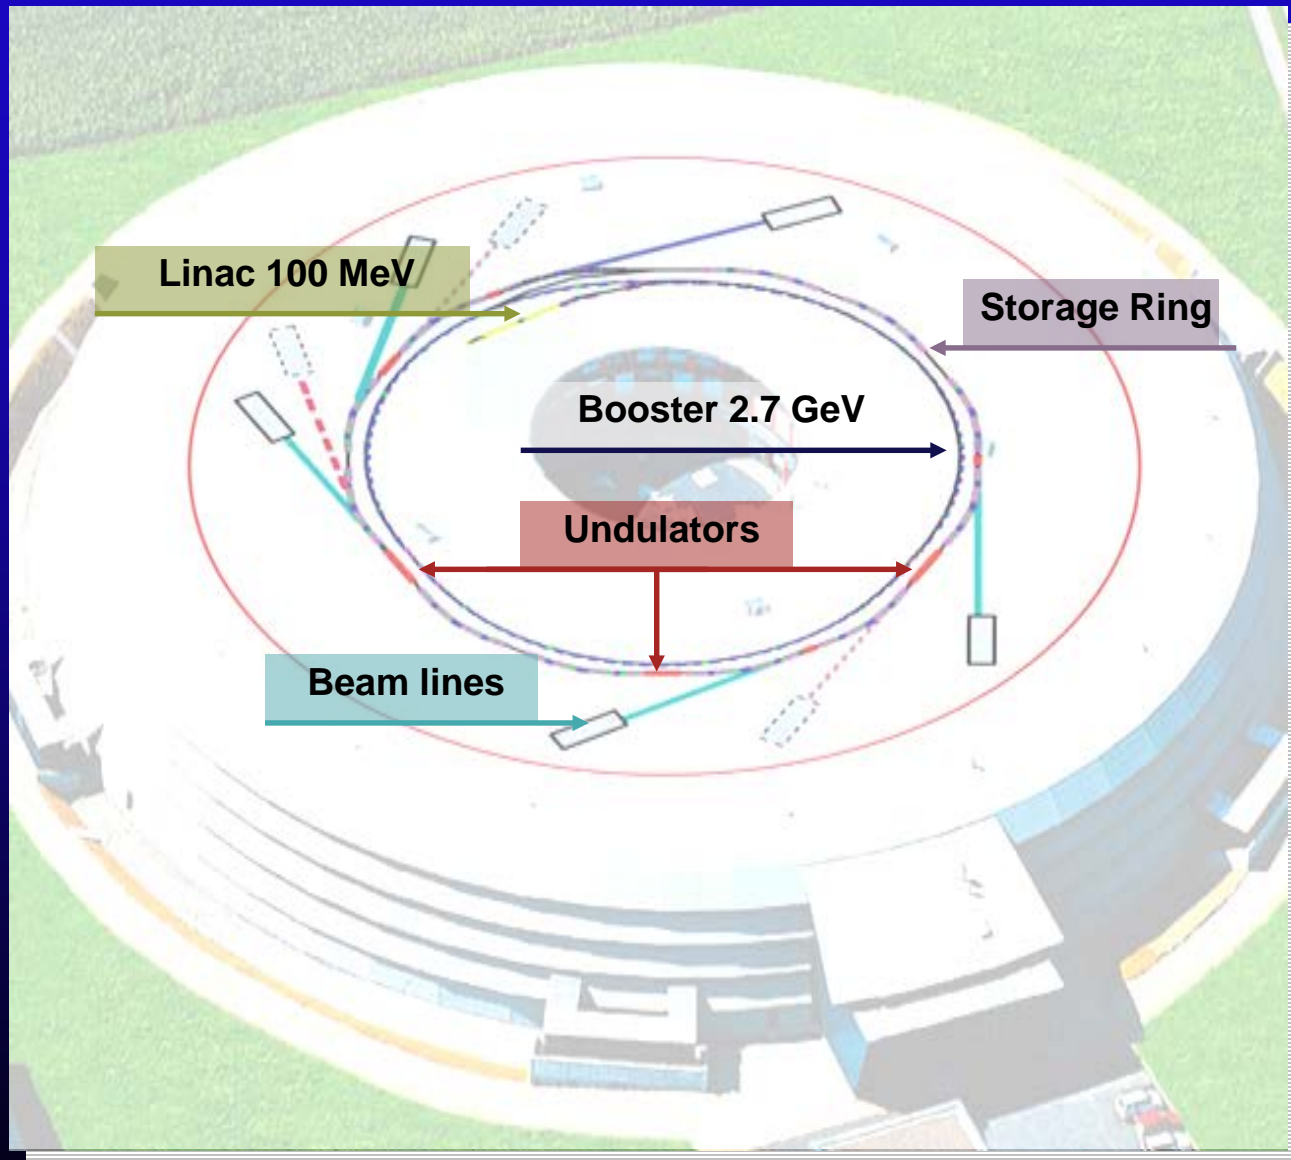 Linac 100 MeV
Storage Ring
Booster 2.7 GeV
Undulators
Beam lines